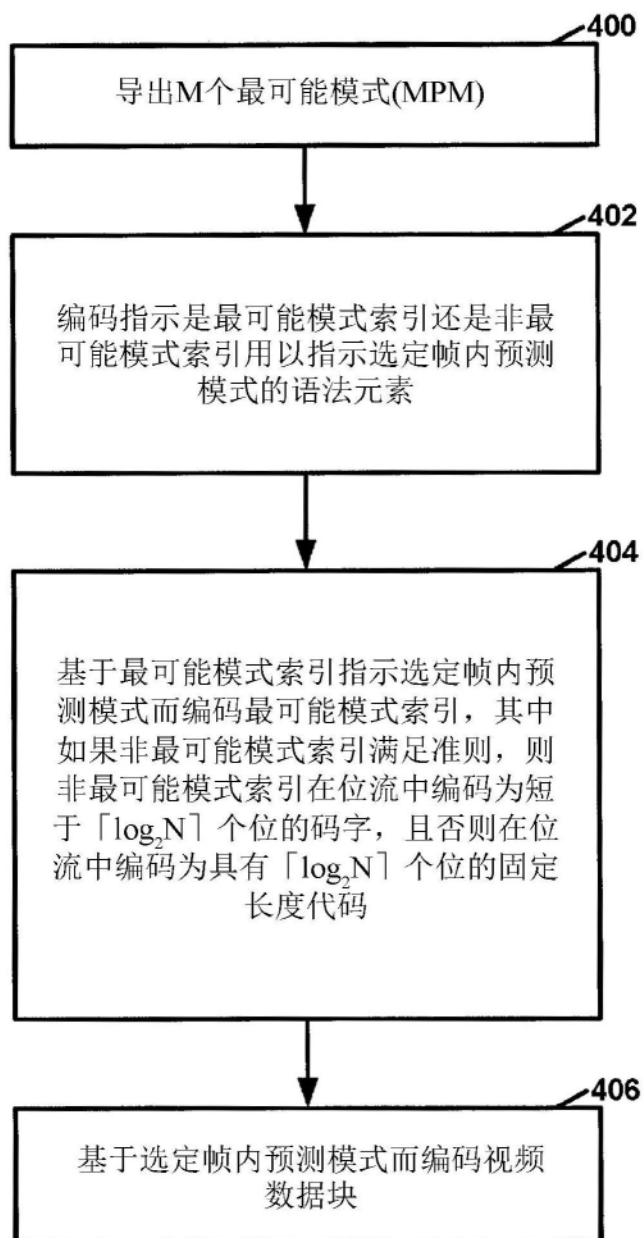 400
导出M个最可能模式(MPM)
402
编码指示是最可能模式索引还是非最
可能模式索引用以指示选定帧内预测
模式的语法元素
404
基于最可能模式索引指示选定帧内预
测模式而编码最可能模式索引，其中
如果非最可能模式索引满足准则，则
非最可能模式索引在位流中编码为短
于「log₂N⌉个位的码字，且否则在位
流中编码为具有「log₂N⌉个位的固定
长度代码
406
基于选定帧内预测模式而编码视频
数据块